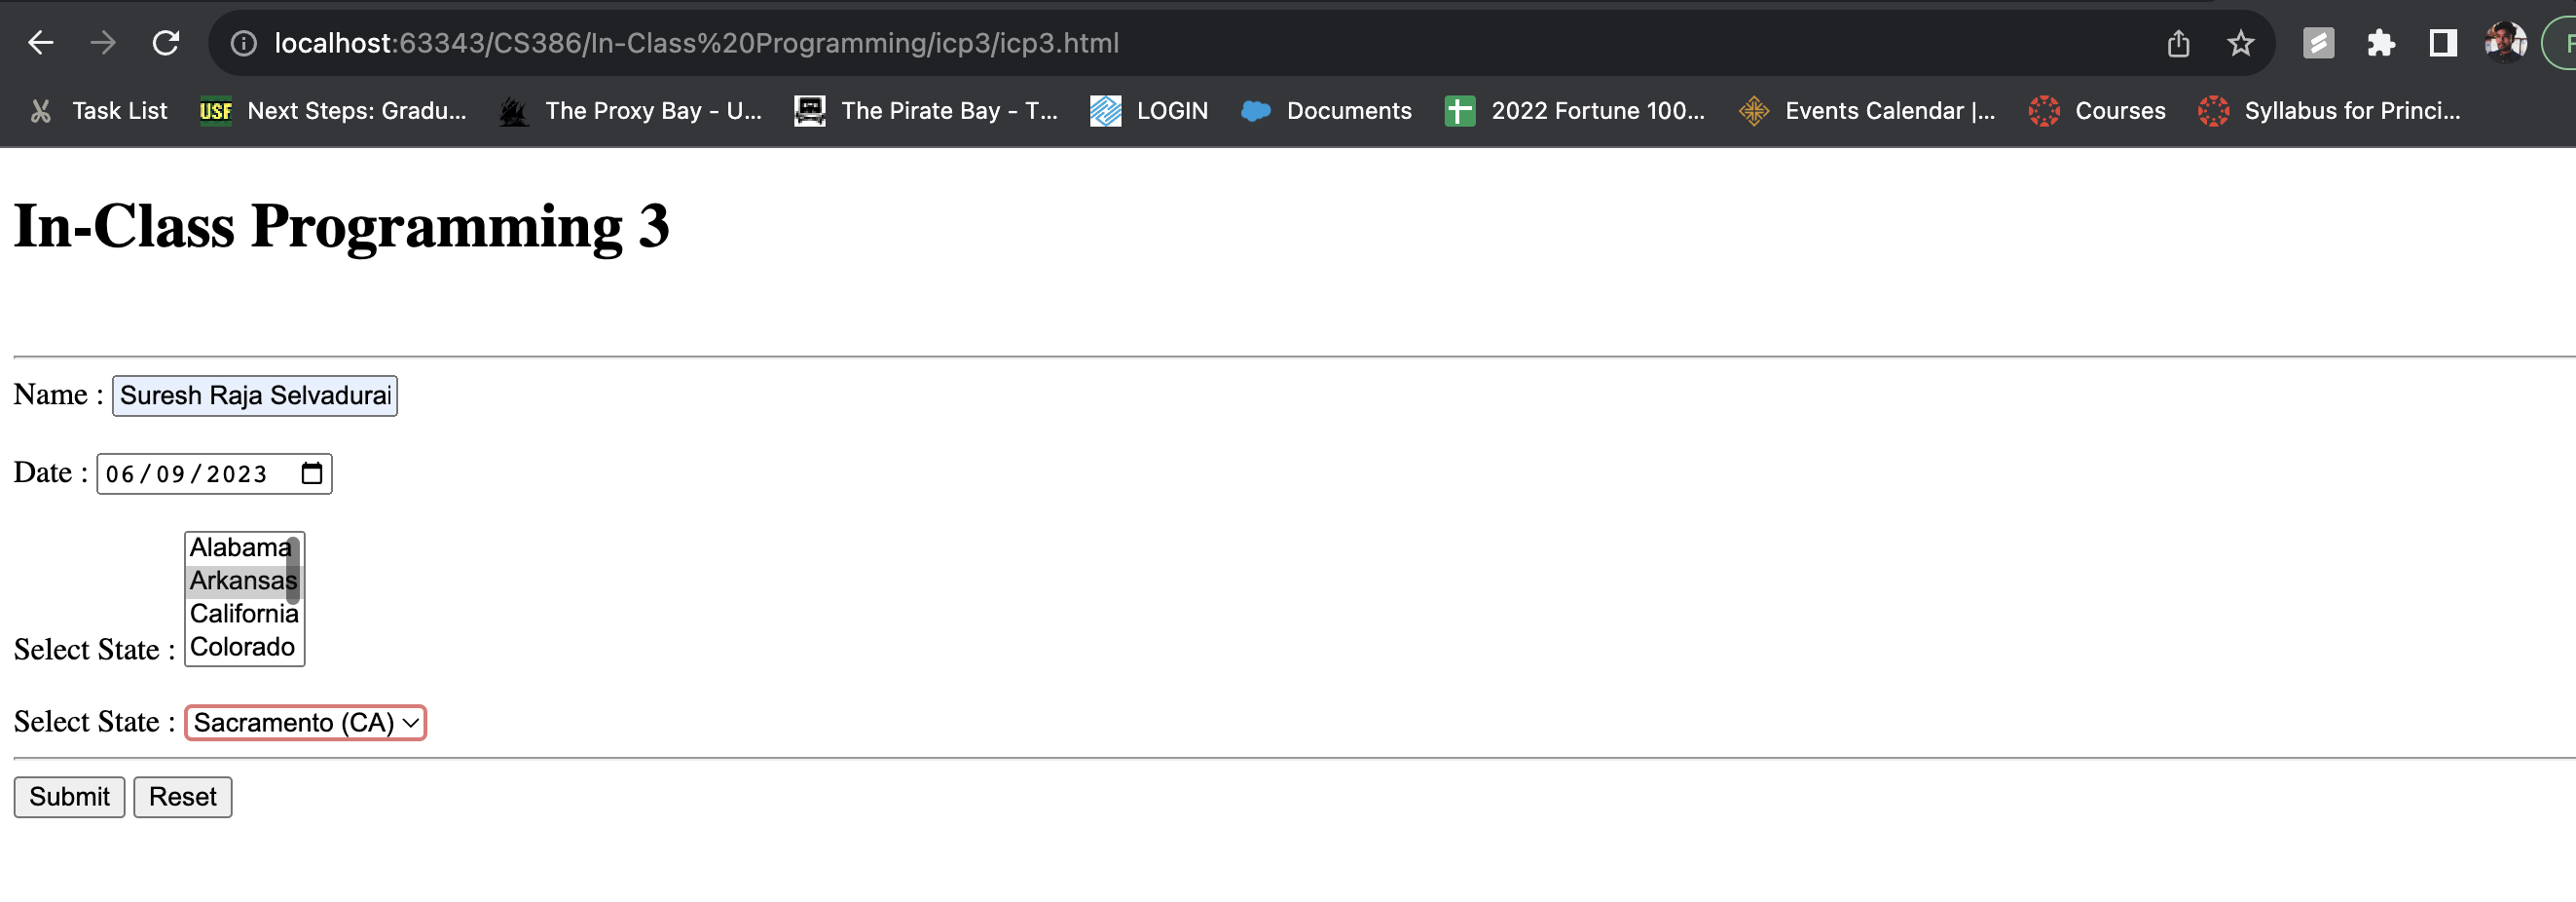 localhost:63343/CS386/In-Class%20Programming/icp3/icp3.html
Task List USF Next Steps: Gradu... The Proxy Bay - U... The Pirate Bay - T... LOGIN Documents 2022 Fortune 100... Events Calendar |... Courses Syllabus for Princi...
In-Class Programming 3
Name : Suresh Raja Selvadurai
Date : 06/09/2023
Alabama
Arkansas
California
Select State : Colorado
Select State : Sacramento (CA)
Submit Reset